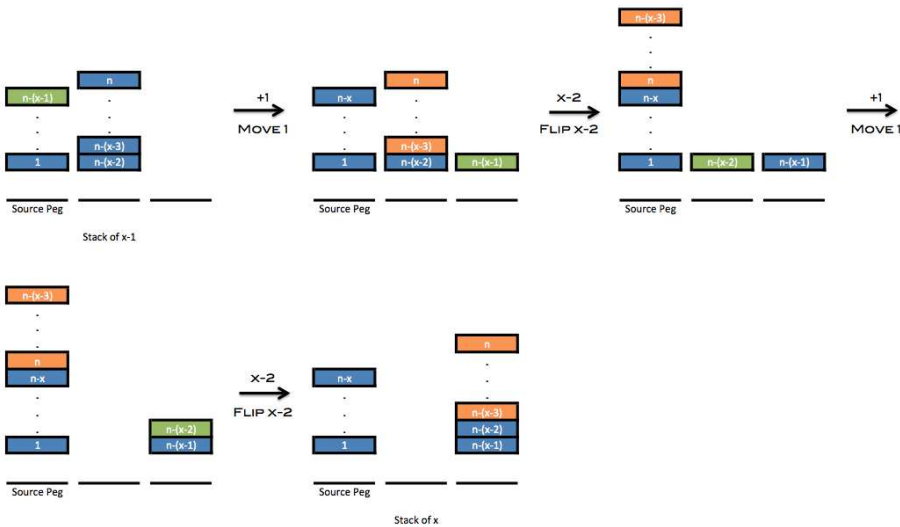 n-(x-3)
n
n
n
n-(x-1)
n-x
n-x
n-(x-3)
n-(x-3)
1
n-(x-2)
1
n-(x-2)
n-(x-1)
1
n-(x-2)
n-(x-1)
+1
MOVE 1
X-2
FLIP X-2
+1
MOVE 1
Source Peg
Source Peg
Source Peg
Stack of x-1
n-(x-3)
n
n
n-x
n-x
X-2
FLIP X-2
n-(x-3)
n-(x-2)
n-(x-2)
1
n-(x-1)
1
n-(x-1)
Source Peg
Source Peg
Stack of x